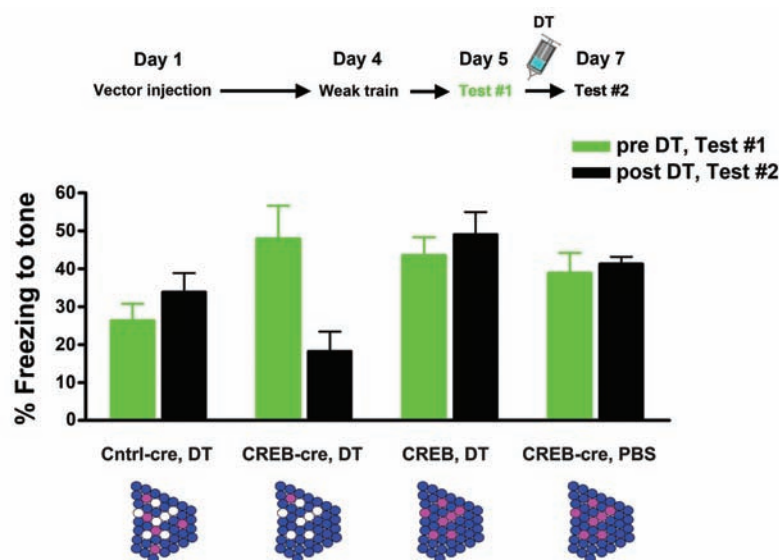 DT
Day 1 Day 4 Day 5 Day 7
Vector injection Weak train Test #1 Test #2
pre DT, Test #1
post DT, Test #2
% Freezing to tone
60
50
40
30
20
10
0
Cntrl-cre, DT CREB-cre, DT CREB, DT CREB-cre, PBS